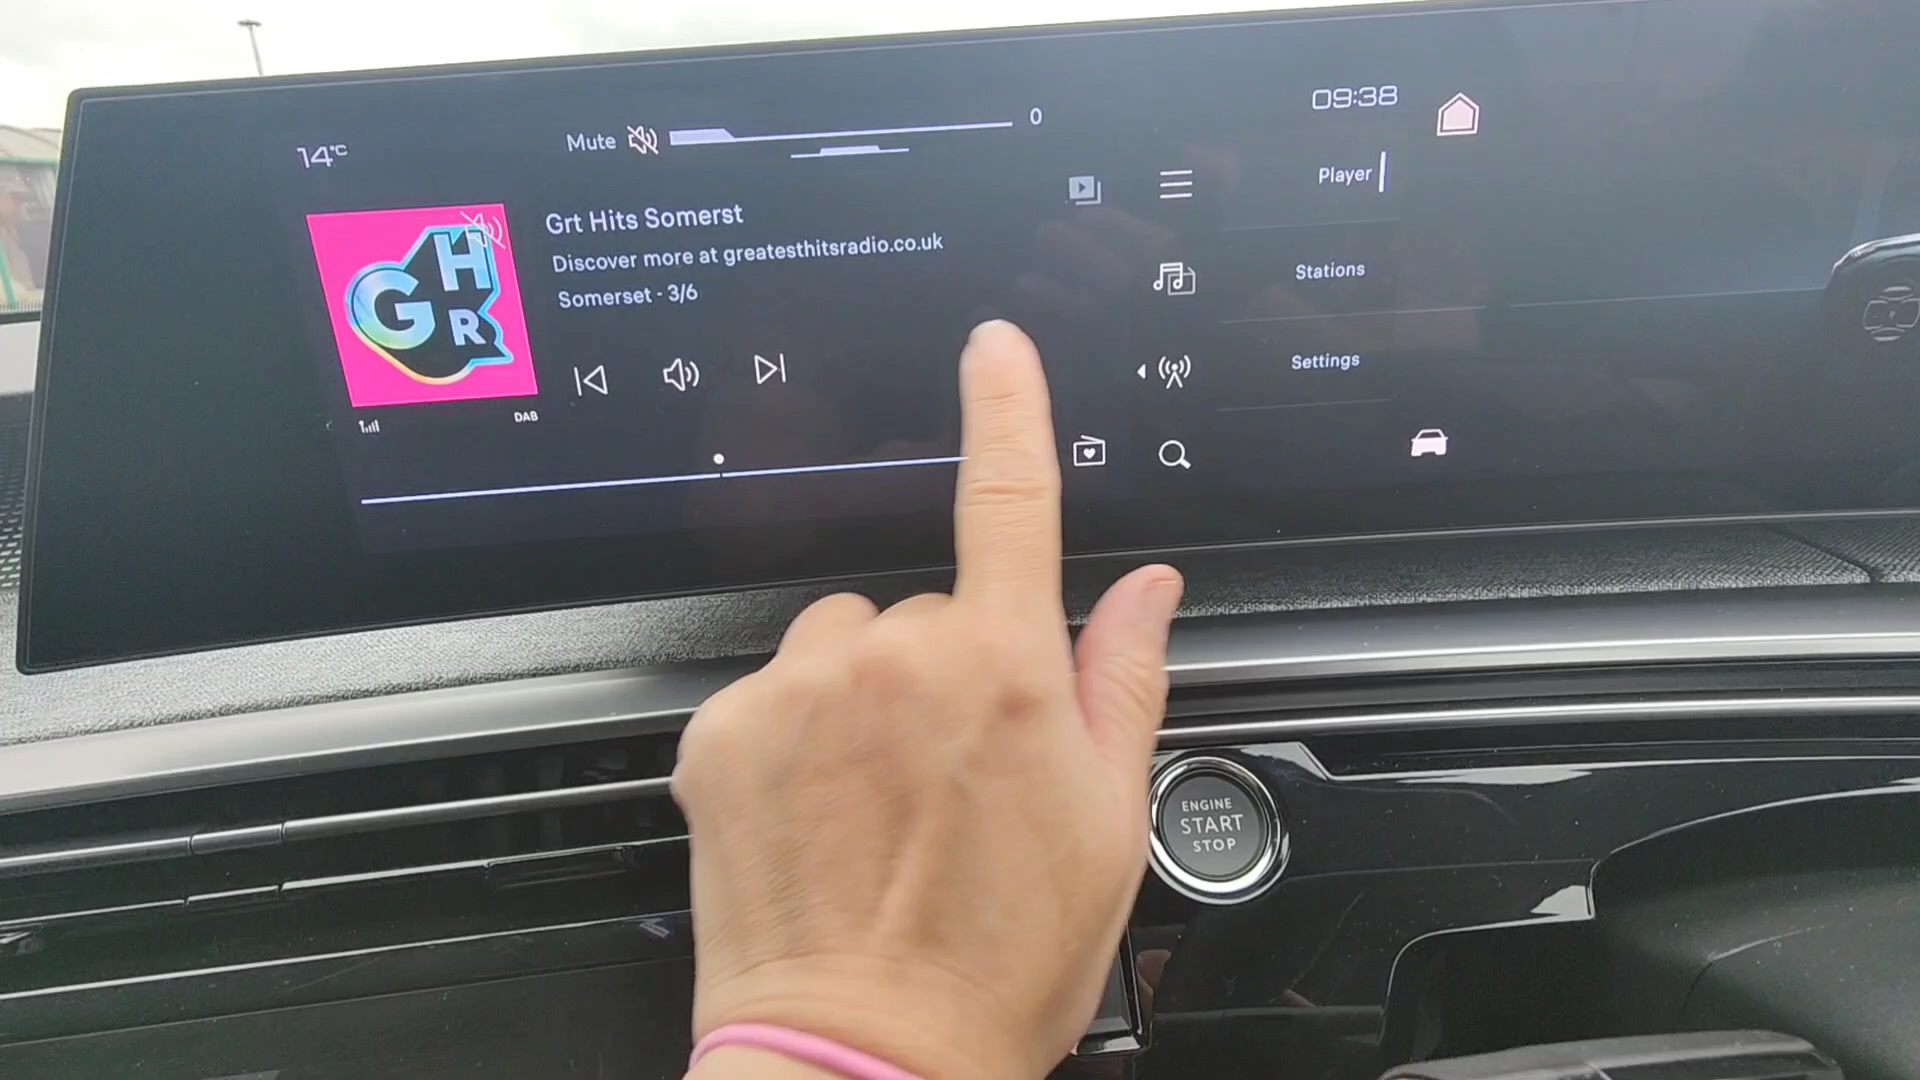 14°C
Mute
0
09:38
Player
Grt Hits Somerst
Discover more at greatesthitsradio.co.uk
Somerset - 3/6
GHR
Stations
Settings
DAB
ENGINE
START
STOP